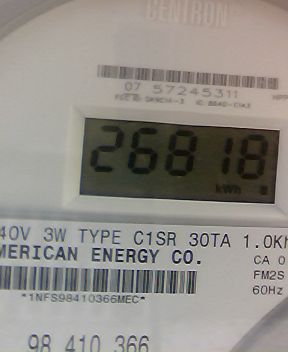 CENTRON
07 57245311
26818
kWh
40V 3W TYPE C1SR 30TA 1.0Kh
MERICAN ENERGY CO.
CA 0
FM2S
60Hz
*1NFS98410366MEC*
98 410 366